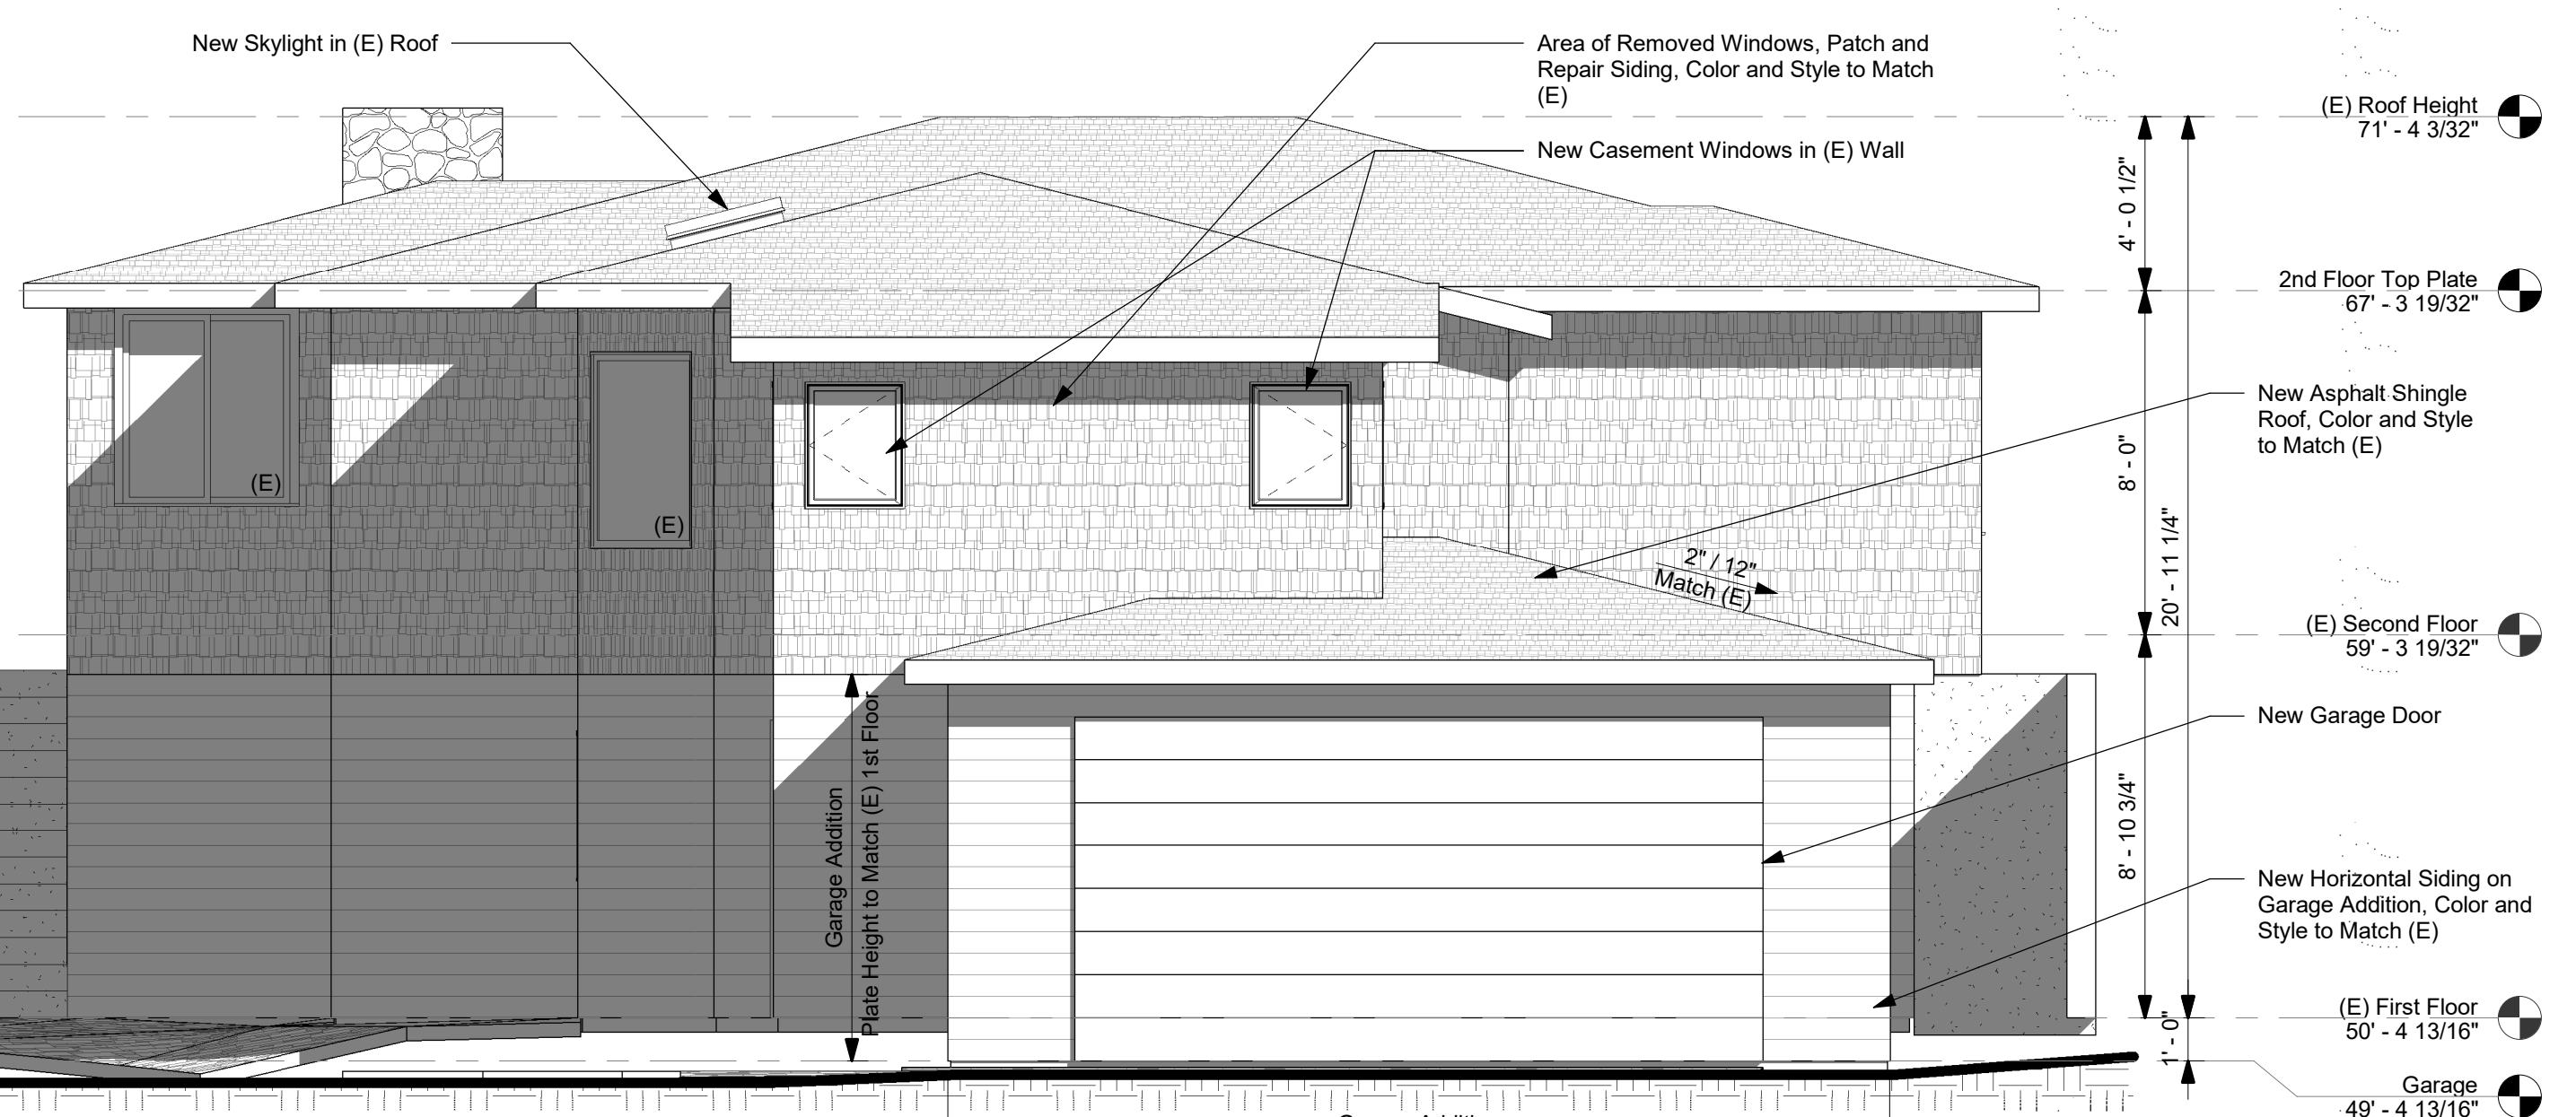 New Skylight in (E) Roof
Area of Removed Windows, Patch and
Repair Siding, Color and Style to Match
(E)
New Casement Windows in (E) Wall
(E) Roof Height
71' - 4 3/32"
4' - 0 1/2"
2nd Floor Top Plate
67' - 3 19/32"
New Asphalt Shingle
Roof, Color and Style
to Match (E)
8' - 0"
(E)
(E)
20' - 11 1/4"
2" / 12"
Match (E)
(E) Second Floor
59' - 3 19/32"
New Garage Door
8' - 10 3/4"
Garage Addition
Plate Height to Match (E) 1st Floor
New Horizontal Siding on
Garage Addition, Color and
Style to Match (E)
(E) First Floor
50' - 4 13/16"
1' - 0"
Garage
49' - 4 13/16"